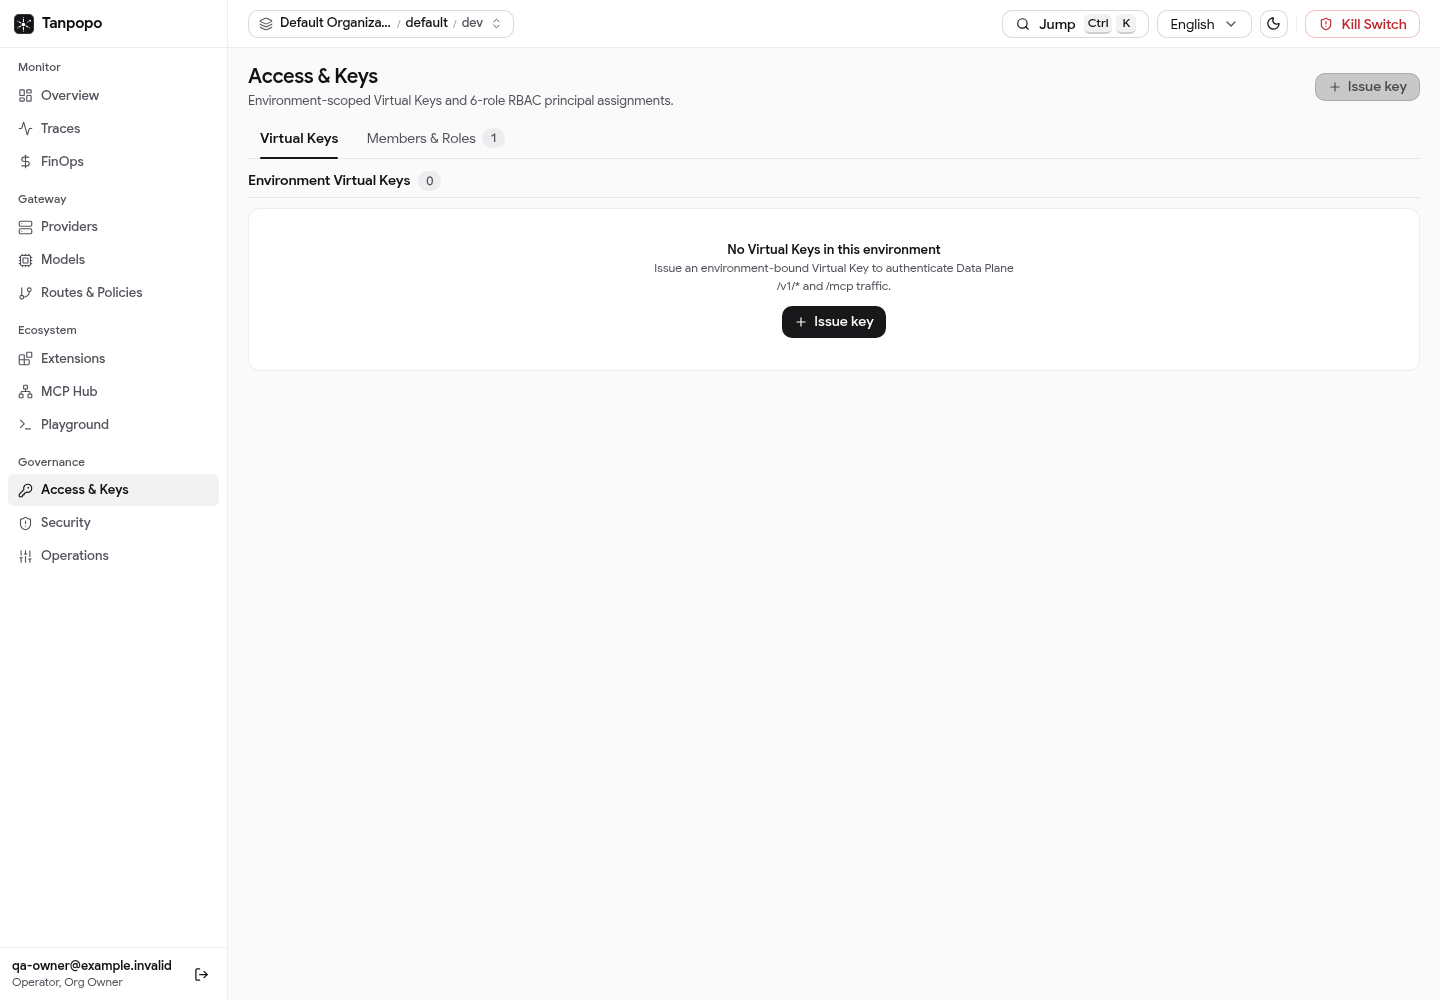 Tanpopo
Default Organiza... / default / dev
Jump Ctrl K
English
Kill Switch
Monitor
Overview
Traces
FinOps
Gateway
Providers
Models
Routes & Policies
Ecosystem
Extensions
MCP Hub
Playground
Governance
Access & Keys
Security
Operations
qa-owner@example.invalid
Operator, Org Owner
Access & Keys
Environment-scoped Virtual Keys and 6-role RBAC principal assignments.
Issue key
Virtual Keys
Members & Roles 1
Environment Virtual Keys 0
No Virtual Keys in this environment
Issue an environment-bound Virtual Key to authenticate Data Plane
/v1/* and /mcp traffic.
Issue key